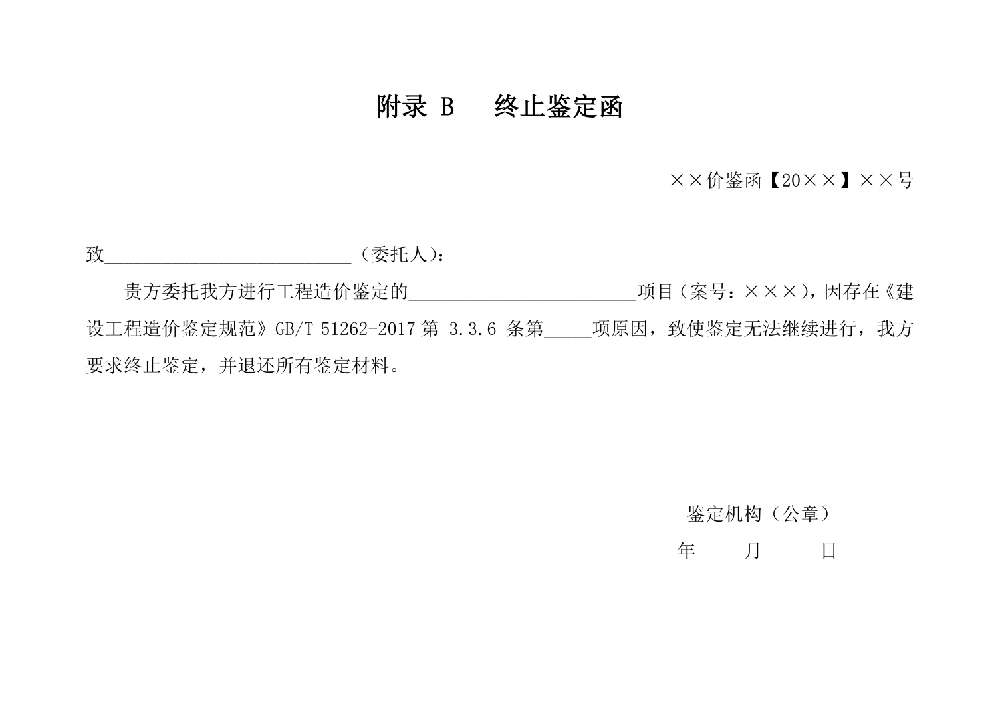 附录 B 终止鉴定函
××价鉴函【20××】××号
致__________________________（委托人）：
贵方委托我方进行工程造价鉴定的________________________项目（案号：×××），因存在《建
设工程造价鉴定规范》GB/T 51262-2017第 3.3.6 条第_____项原因，致使鉴定无法继续进行，我方
要求终止鉴定，并退还所有鉴定材料。
鉴定机构（公章）
年 月 日